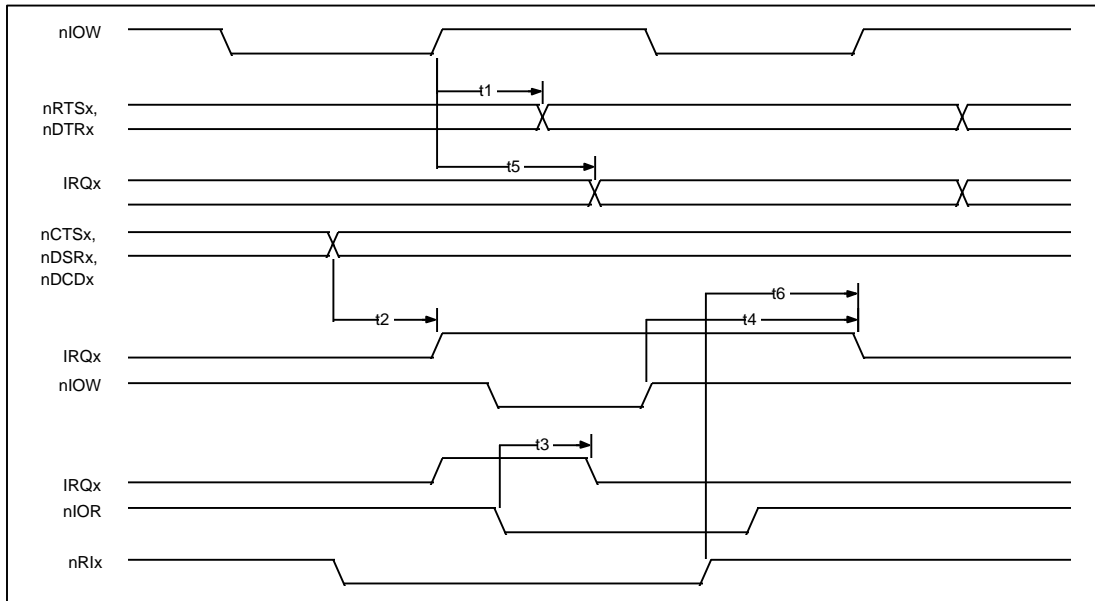 nIOW
t1
nRTSx,
nDTRx
t5
IRQx
nCTSx,
nDSRx,
nDCDx
t6
t2
t4
IRQx
nIOW
t3
IRQx
nIOR
nRIx